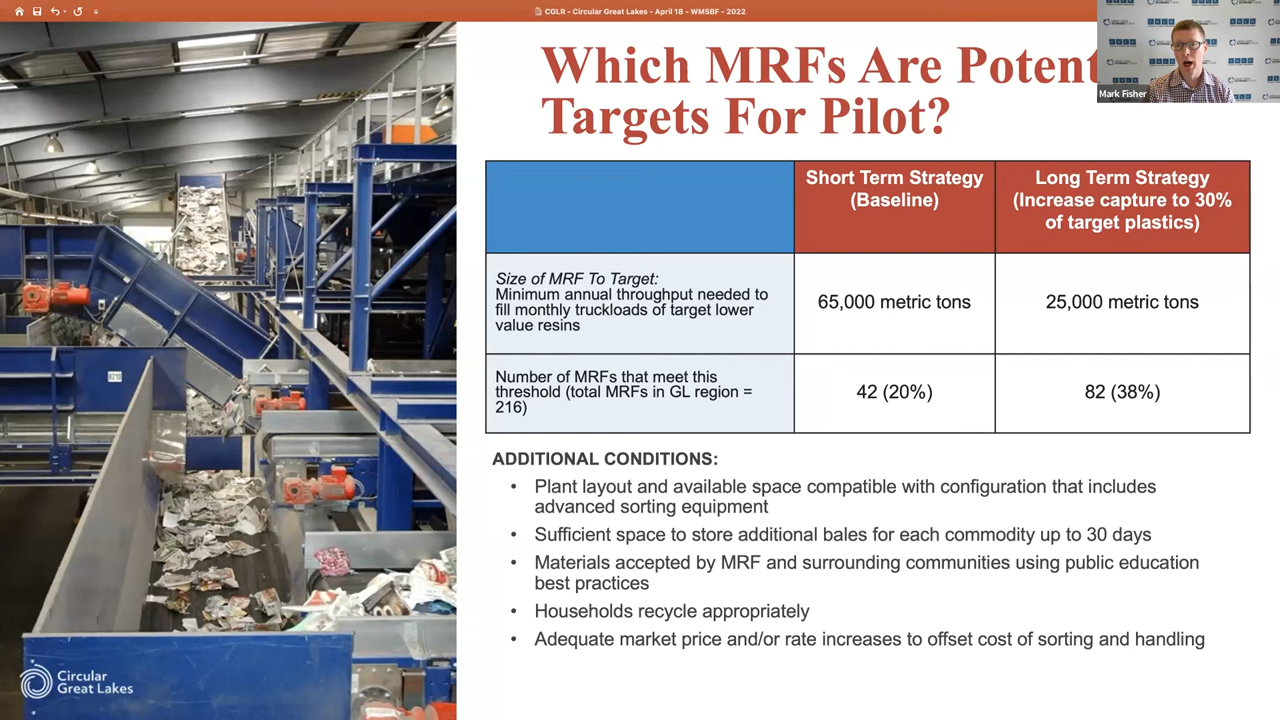 CGLR - Circular Great Lakes - April 18 - WMSBF - 2022
Which MRFs Are Potent
Targets For Pilot?
Mark Fisher
Short Term Strategy
(Baseline)
Long Term Strategy
(Increase capture to 30%
of target plastics)
Size of MRF To Target:
Minimum annual throughput needed to
fill monthly truckloads of target lower
value resins
65,000 metric tons
25,000 metric tons
Number of MRFs that meet this
threshold (total MRFs in GL region =
216)
42 (20%)
82 (38%)
ADDITIONAL CONDITIONS:
• Plant layout and available space compatible with configuration that includes
advanced sorting equipment
• Sufficient space to store additional bales for each commodity up to 30 days
• Materials accepted by MRF and surrounding communities using public education
best practices
• Households recycle appropriately
• Adequate market price and/or rate increases to offset cost of sorting and handling
Circular
Great Lakes